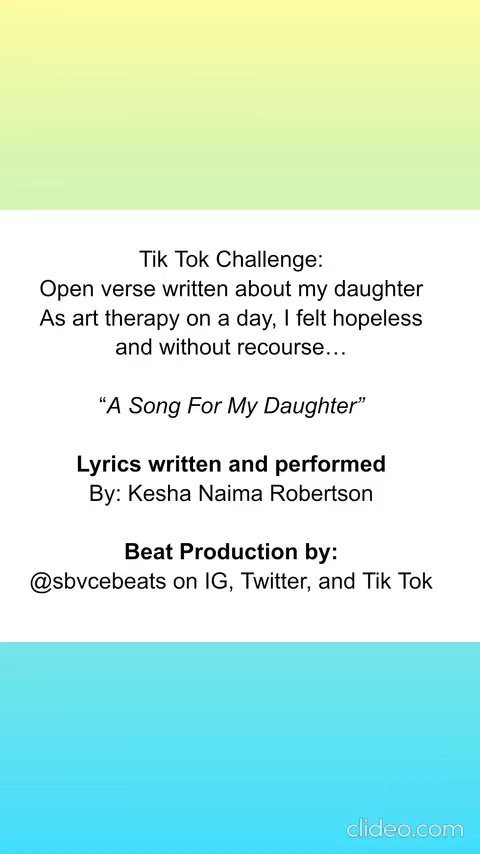 Tik Tok Challenge:
Open verse written about my daughter
As art therapy on a day, I felt hopeless
and without recourse…
“A Song For My Daughter”
Lyrics written and performed
By: Kesha Naima Robertson
Beat Production by:
@sbvcebeats on IG, Twitter, and Tik Tok
clideo.com